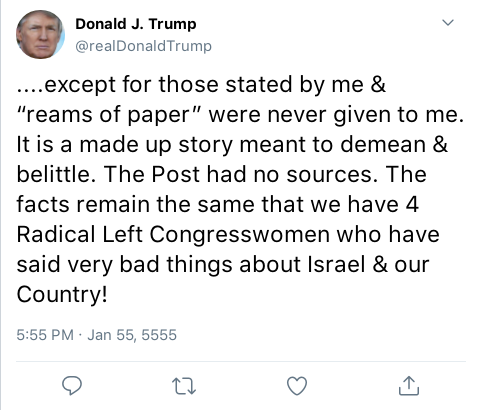 Donald J. Trump
@realDonaldTrump
....except for those stated by me &
“reams of paper” were never given to me.
It is a made up story meant to demean &
belittle. The Post had no sources. The
facts remain the same that we have 4
Radical Left Congresswomen who have
said very bad things about Israel & our
Country!
5:55 PM · Jan 55, 5555